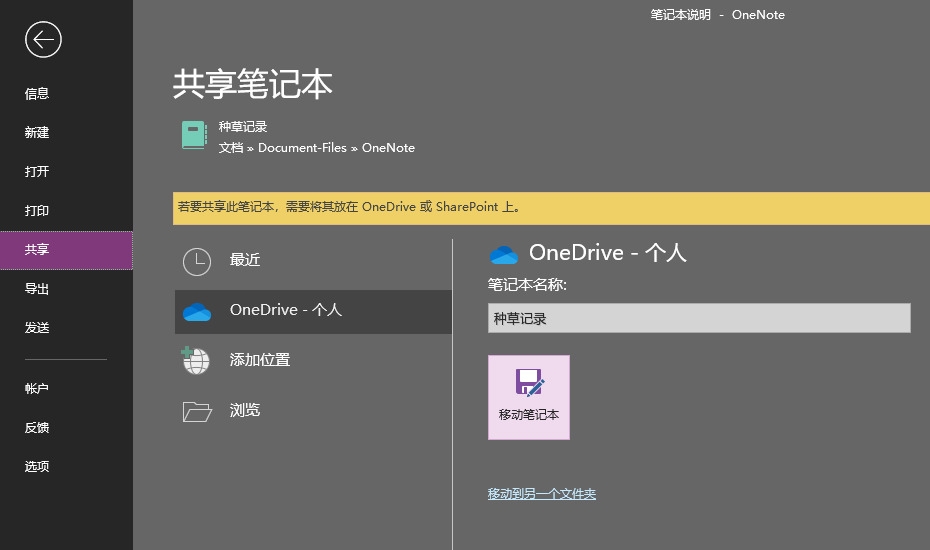 笔记本说明 - OneNote
信息
新建
打开
打印
共享
导出
发送
帐户
反馈
选项
共享笔记本
种草记录
文档 » Document-Files » OneNote
若要共享此笔记本，需要将其放在 OneDrive 或 SharePoint 上。
最近
OneDrive - 个人
添加位置
浏览
OneDrive - 个人
笔记本名称:
种草记录
移动笔记本
移动到另一个文件夹